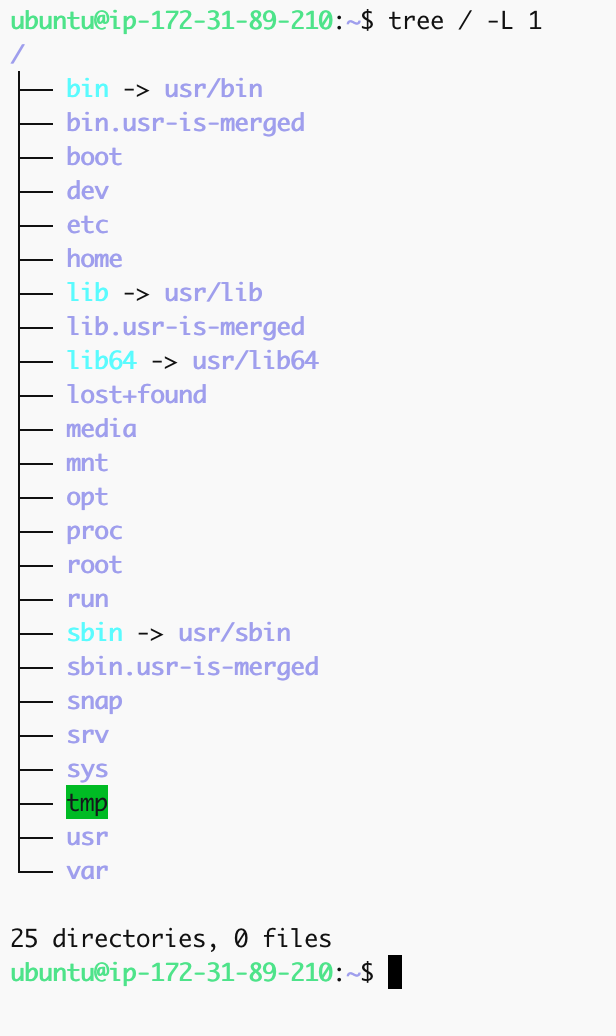 ubuntu@ip-172-31-89-210:~$ tree / -L 1
/
├── bin -> usr/bin
├── bin.usr-is-merged
├── boot
├── dev
├── etc
├── home
├── lib -> usr/lib
├── lib.usr-is-merged
├── lib64 -> usr/lib64
├── lost+found
├── media
├── mnt
├── opt
├── proc
├── root
├── run
├── sbin -> usr/sbin
├── sbin.usr-is-merged
├── snap
├── srv
├── sys
├── tmp
├── usr
└── var

25 directories, 0 files
ubuntu@ip-172-31-89-210:~$